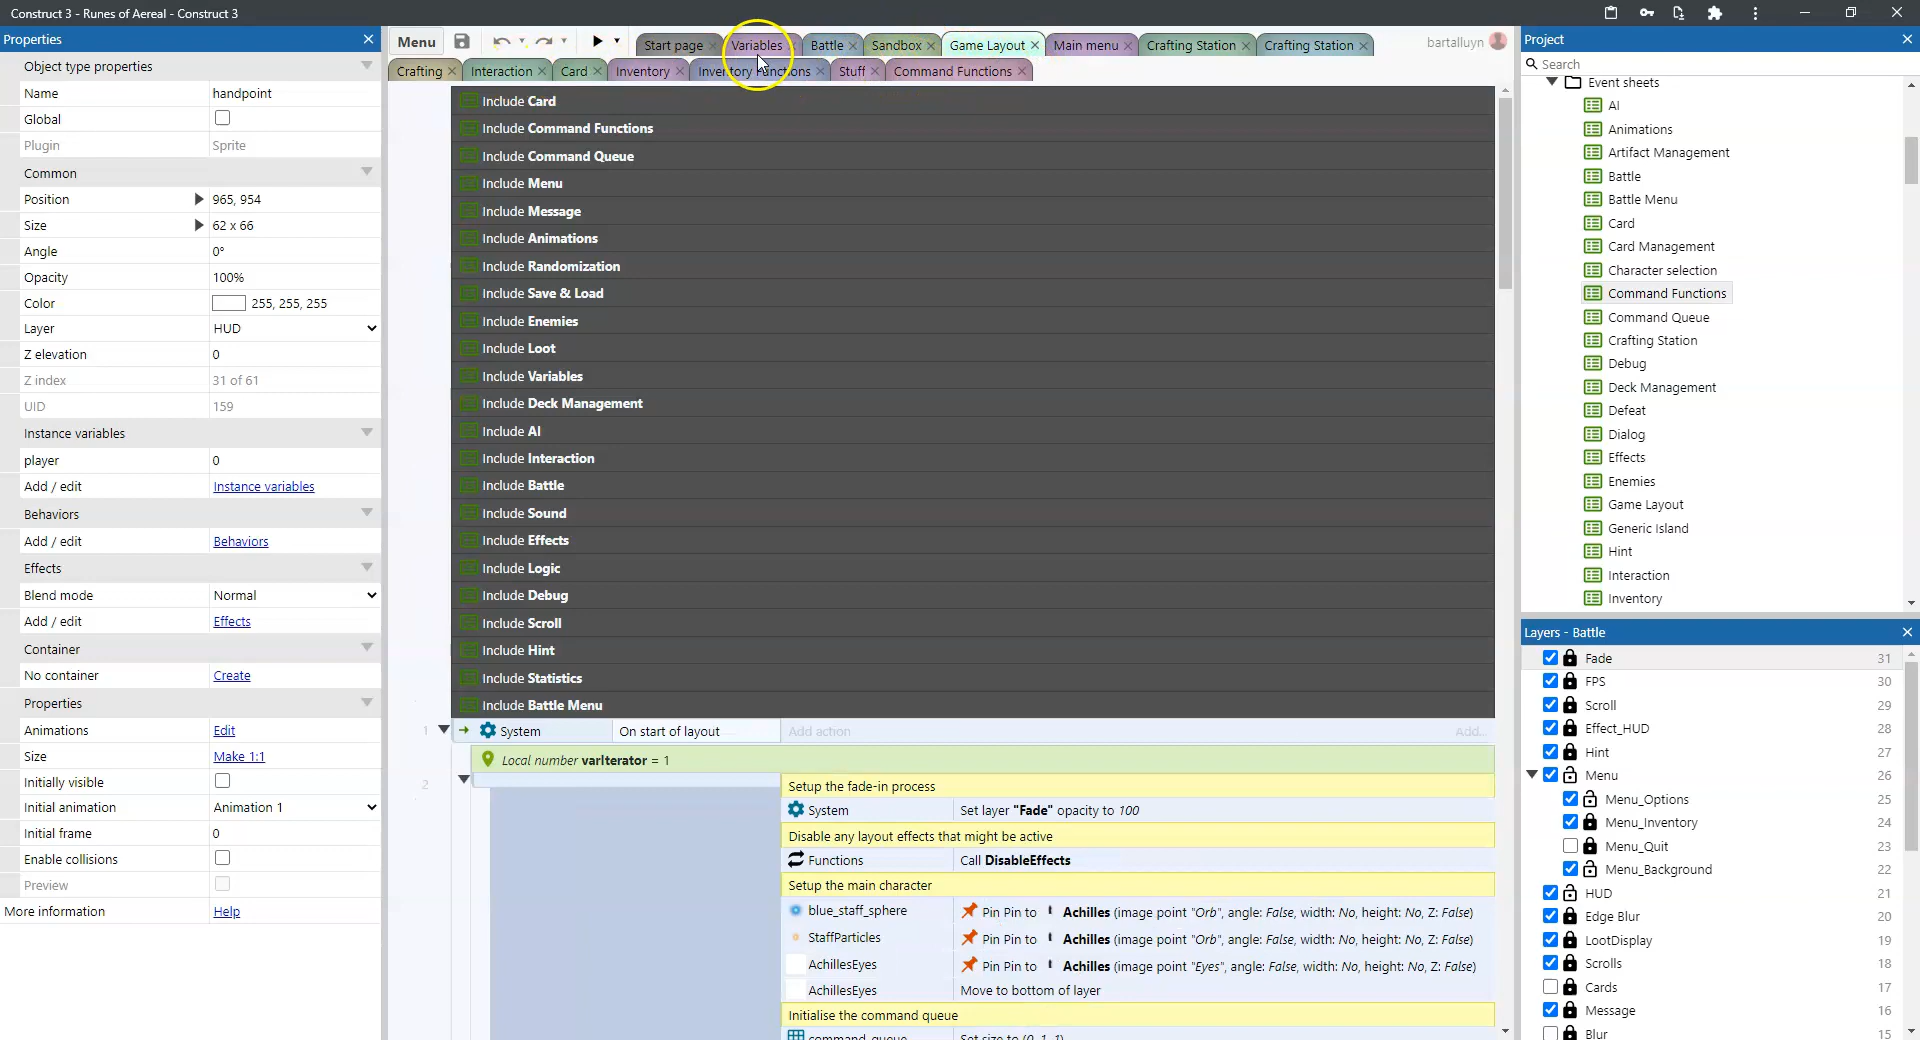 Construct 3 - Runes of Aereal - Construct 3
Properties
Object type properties
Name handpoint
Global
Plugin Sprite
Common
Position 965, 954
Size 62 x 66
Angle 0°
Opacity 100%
Color 255, 255, 255
Layer HUD
Z elevation 0
Z index 31 of 61
UID 159
Instance variables
player 0
Add / edit Instance variables
Behaviors
Add / edit Behaviors
Effects
Blend mode Normal
Add / edit Effects
Container
No container Create
Properties
Animations Edit
Size Make 1:1
Initially visible
Initial animation Animation 1
Initial frame 0
Enable collisions
Preview
More information Help
Menu
Start page Variables Battle Sandbox Game Layout Main menu Crafting Station Crafting Station
bartalluyn
Crafting Interaction Card Inventory Inventory Functions Stuff Command Functions
Include Card
Include Command Functions
Include Command Queue
Include Menu
Include Message
Include Animations
Include Randomization
Include Save & Load
Include Enemies
Include Loot
Include Variables
Include Deck Management
Include AI
Include Interaction
Include Battle
Include Sound
Include Effects
Include Logic
Include Debug
Include Scroll
Include Hint
Include Statistics
Include Battle Menu
1 System On start of layout Add action Add...
Local number varIterator = 1
2 Setup the fade-in process
System Set layer "Fade" opacity to 100
Disable any layout effects that might be active
Functions Call DisableEffects
Setup the main character
blue_staff_sphere Pin Pin to Achilles (image point "Orb", angle: False, width: No, height: No, Z: False)
StaffParticles Pin Pin to Achilles (image point "Orb", angle: False, width: No, height: No, Z: False)
AchillesEyes Pin Pin to Achilles (image point "Eyes", angle: False, width: No, height: No, Z: False)
AchillesEyes Move to bottom of layer
Initialise the command queue
command_queue Set size to (0, 1, 1)
Project
Search
Event sheets
AI
Animations
Artifact Management
Battle
Battle Menu
Card
Card Management
Character selection
Command Functions
Command Queue
Crafting Station
Debug
Deck Management
Defeat
Dialog
Effects
Enemies
Game Layout
Generic Island
Hint
Interaction
Inventory
Layers - Battle
Fade 31
FPS 30
Scroll 29
Effect_HUD 28
Hint 27
Menu 26
Menu_Options 25
Menu_Inventory 24
Menu_Quit 23
Menu_Background 22
HUD 21
Edge Blur 20
LootDisplay 19
Scrolls 18
Cards 17
Message 16
Blur 15